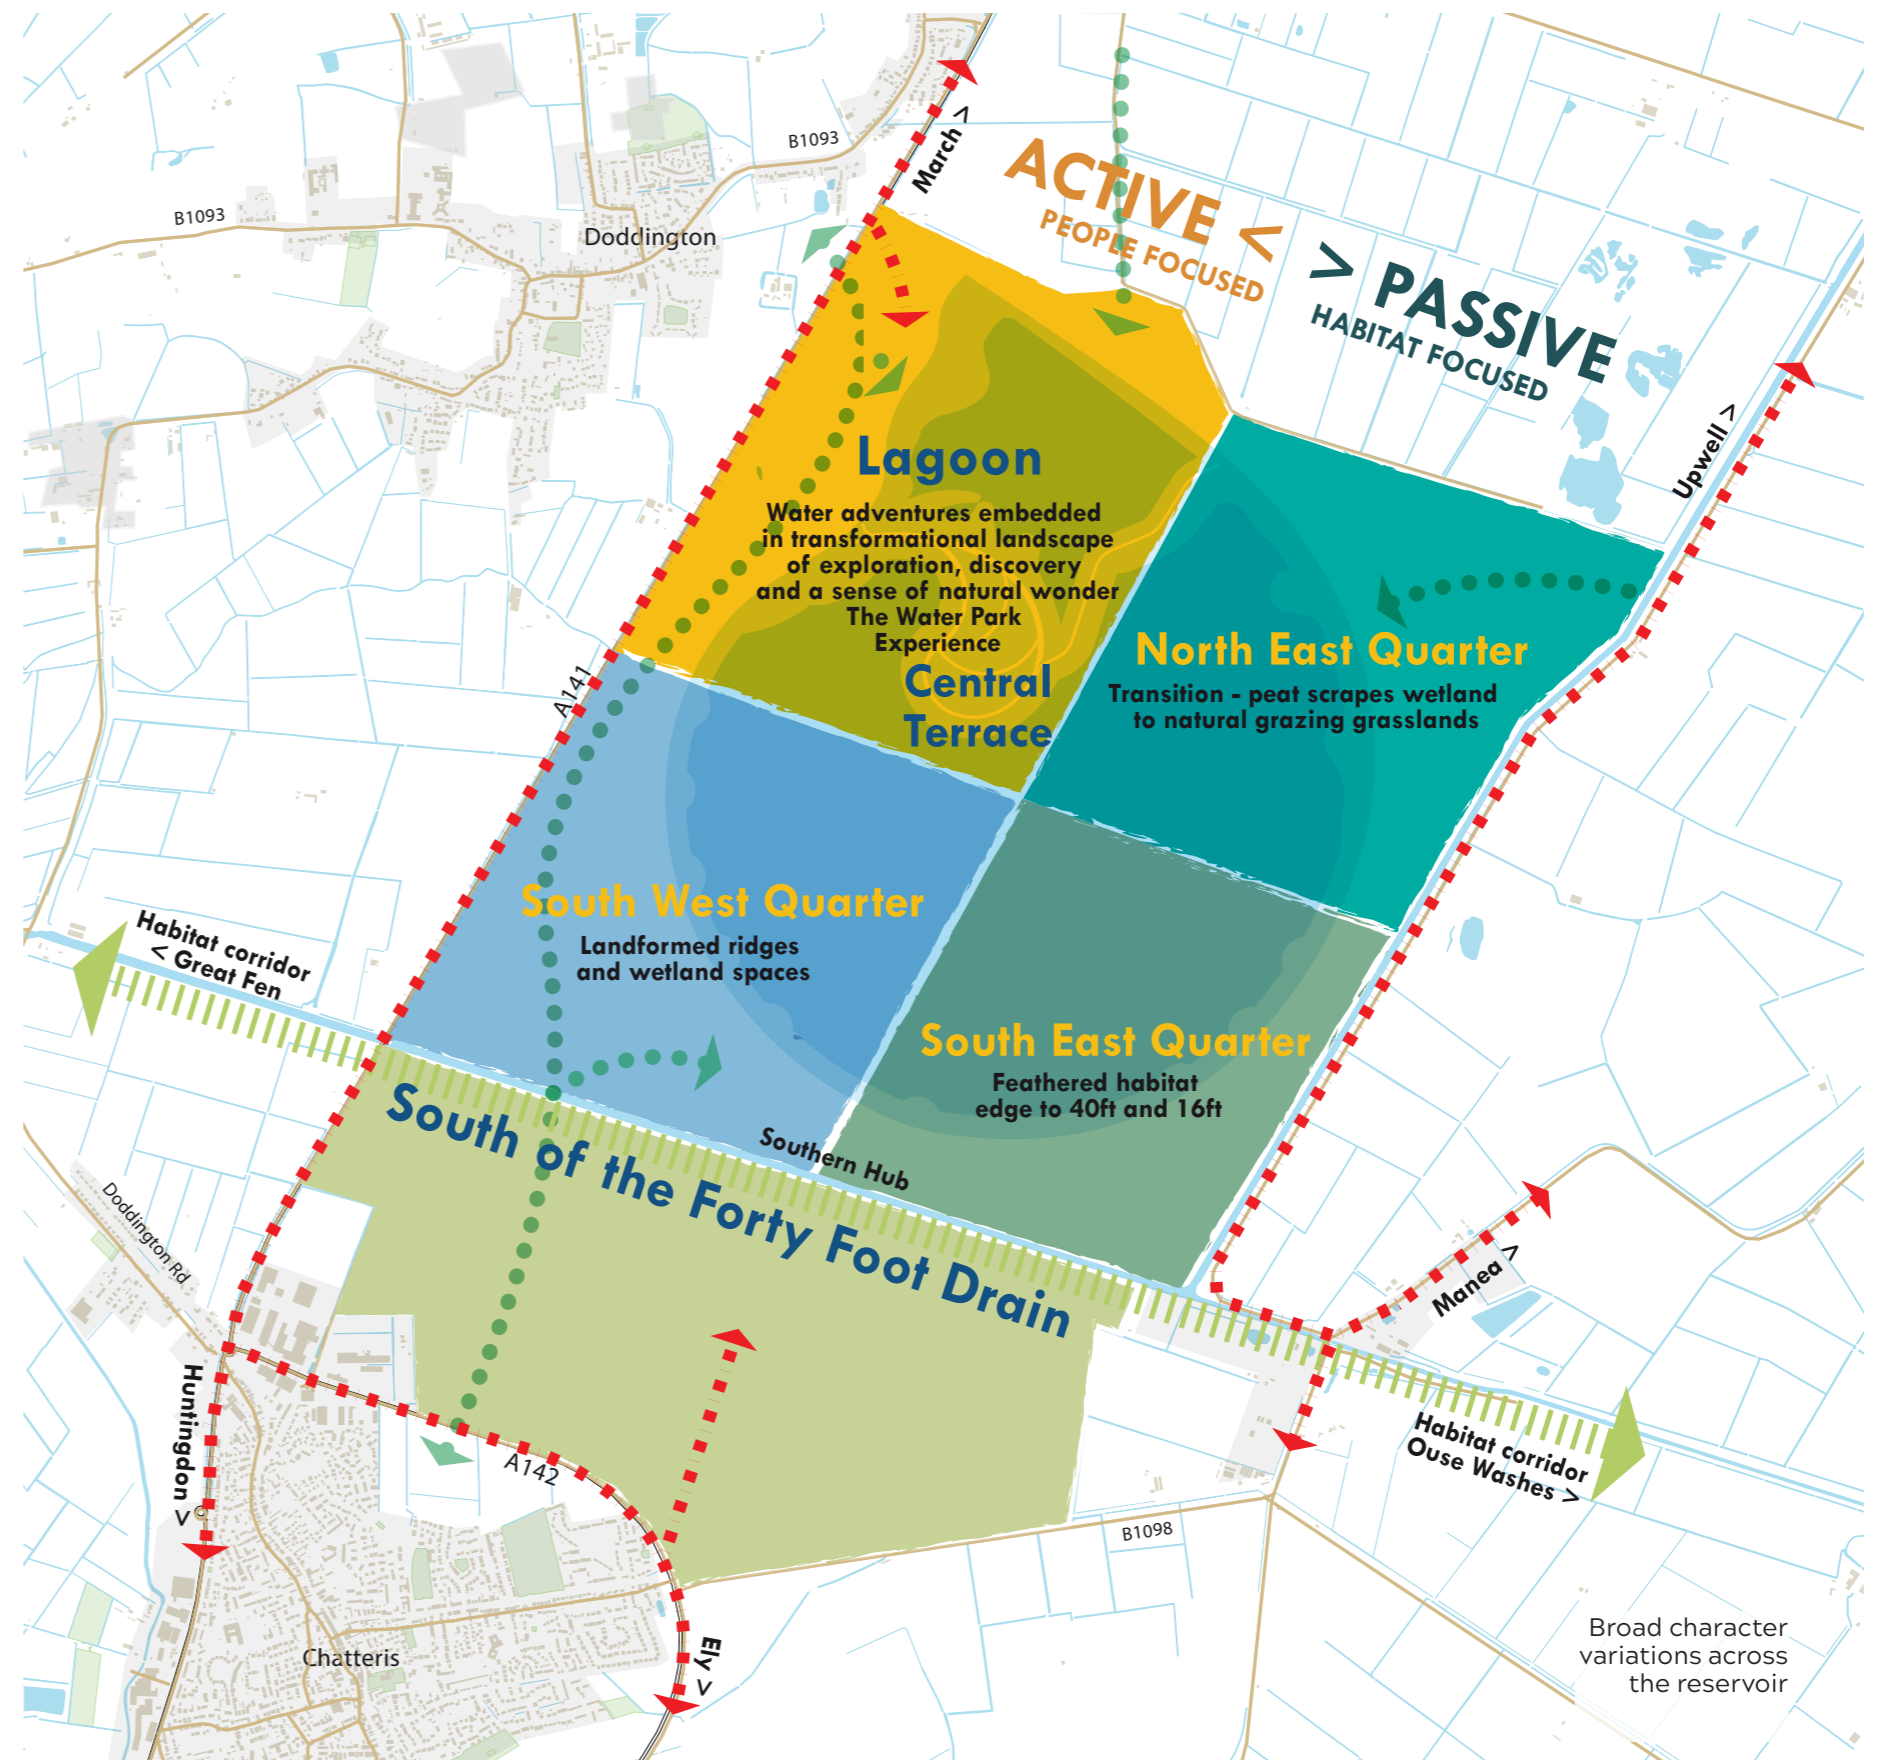 B1093
March >
B1093
Doddington
ACTIVE <
PEOPLE FOCUSED
> PASSIVE
HABITAT FOCUSED
Upwell >
Lagoon
Water adventures embedded
in transformational landscape
of exploration, discovery
and a sense of natural wonder
The Water Park
Experience
Central
Terrace
North East Quarter
Transition - peat scrapes wetland
to natural grazing grasslands
A141
South West Quarter
Landformed ridges
and wetland spaces
Habitat corridor
< Great Fen
South East Quarter
Feathered habitat
edge to 40ft and 16ft
Southern Hub
South of the Forty Foot Drain
Doddington Rd
Manea >
Huntingdon >
A142
Habitat corridor
Ouse Washes >
B1098
Ely >
Chatteris
Broad character
variations across
the reservoir